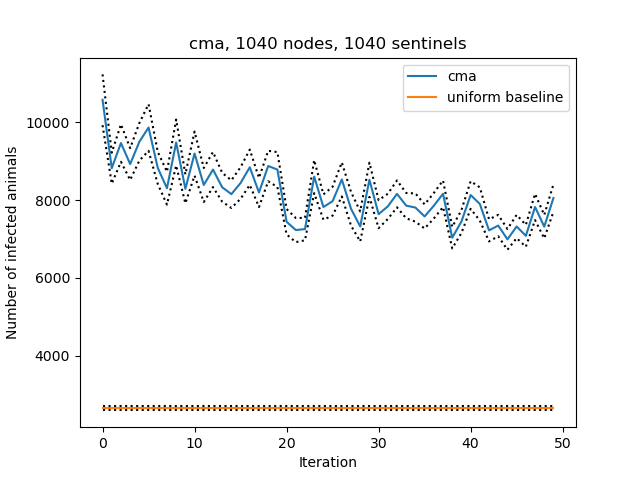 cma, 1040 nodes, 1040 sentinels
cma
uniform baseline
Number of infected animals
10000
8000
6000
4000
0 10 20 30 40 50
Iteration